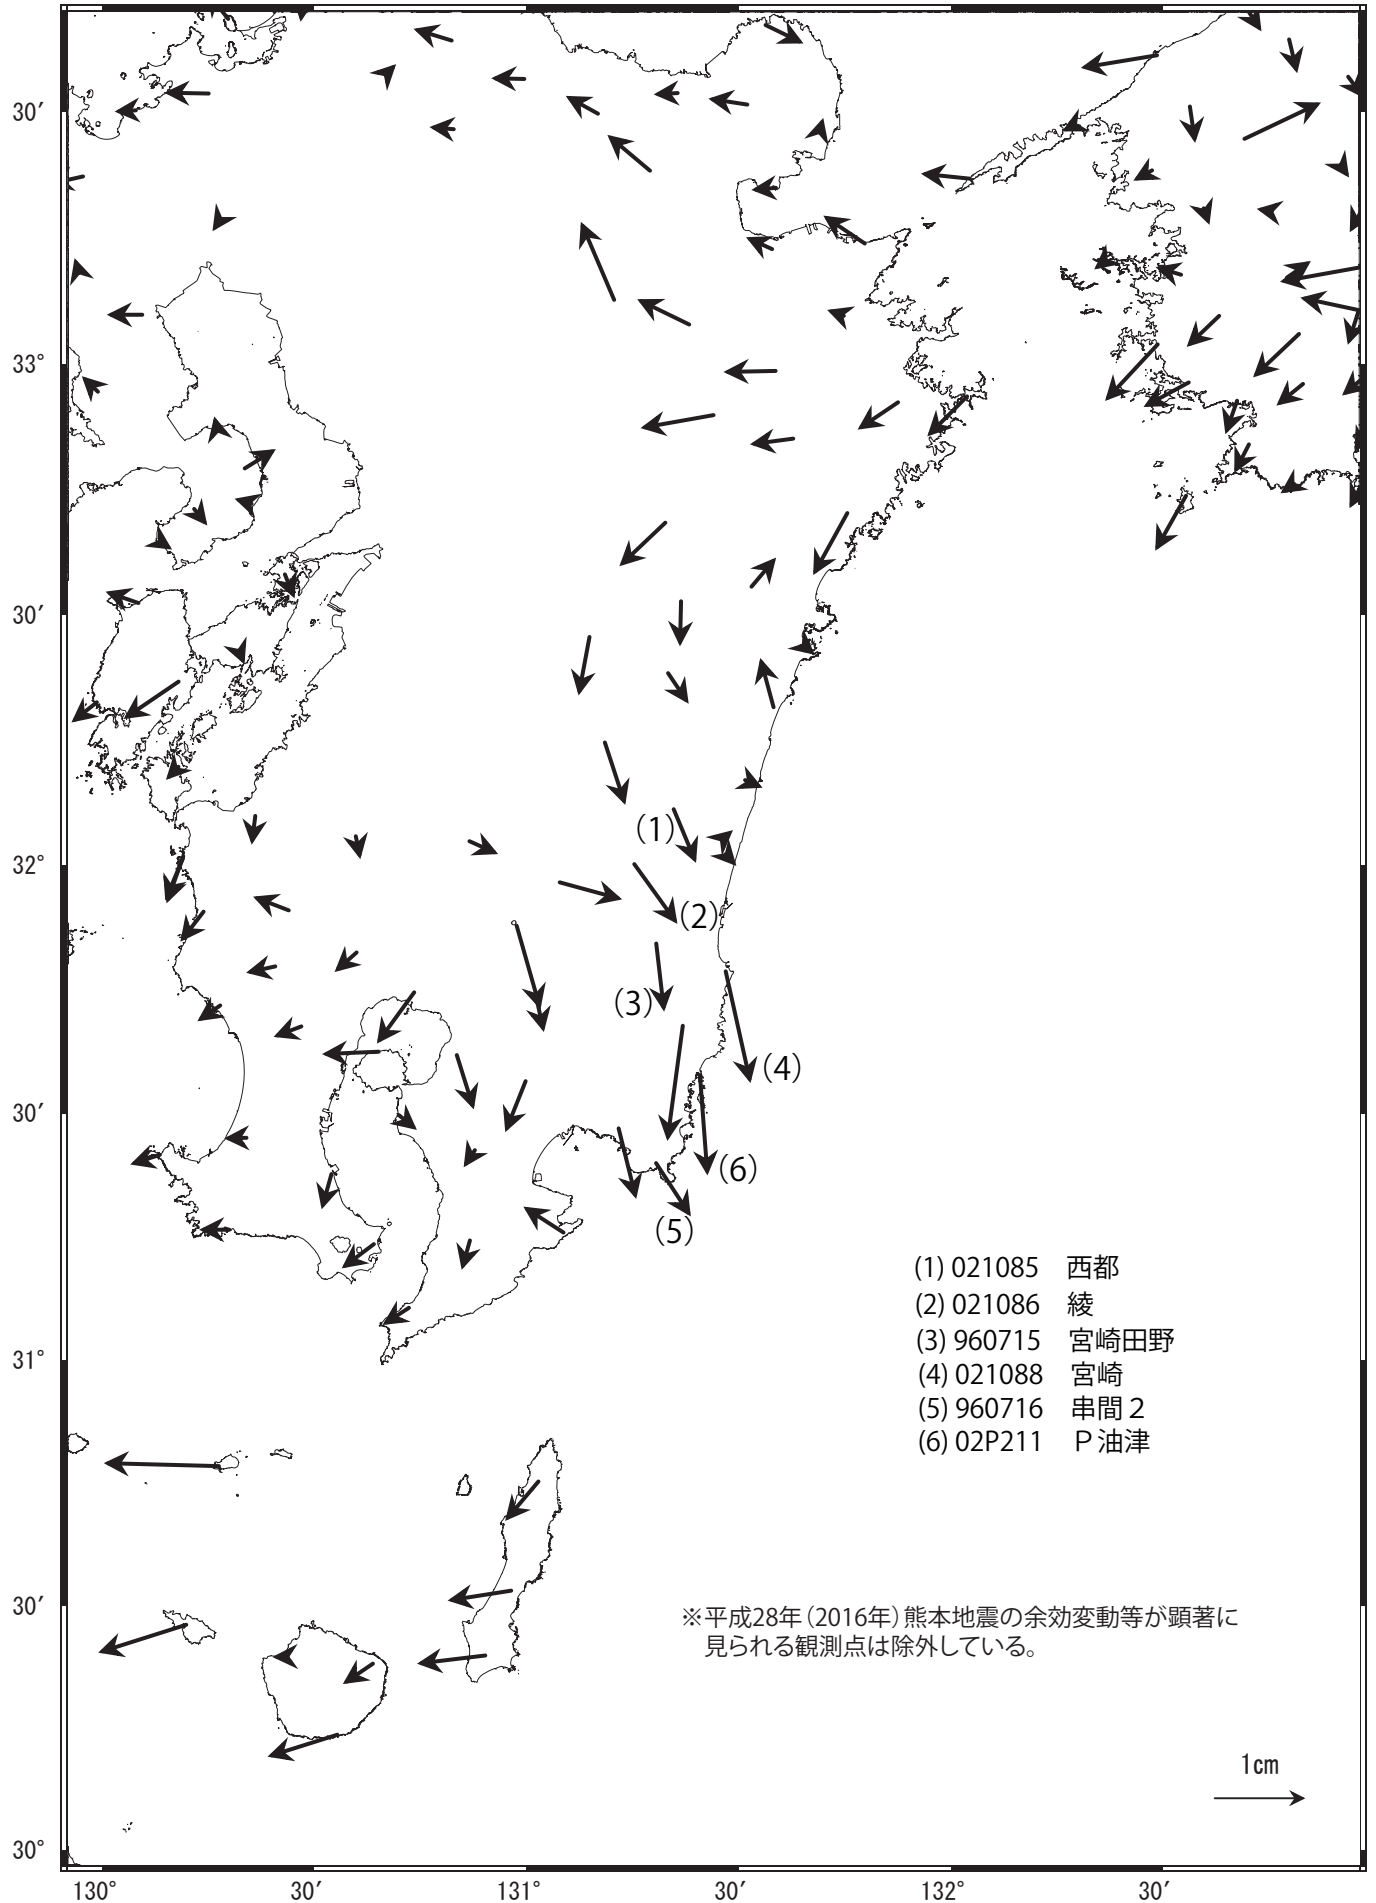 30′
33°
30′
(1)
32°
(2)
(3)
(4)
30′
(6)
(5)
(1) 021085　西都
(2) 021086　綾
(3) 960715　宮崎田野
(4) 021088　宮崎
31°
(5) 960716　串間２
(6) 02P211　Ｐ油津
30′
※平成28年（2016年）熊本地震の余効変動等が顕著に
見られる観測点は除外している。
1cm
30°
130° 30′ 131° 30′ 132° 30′